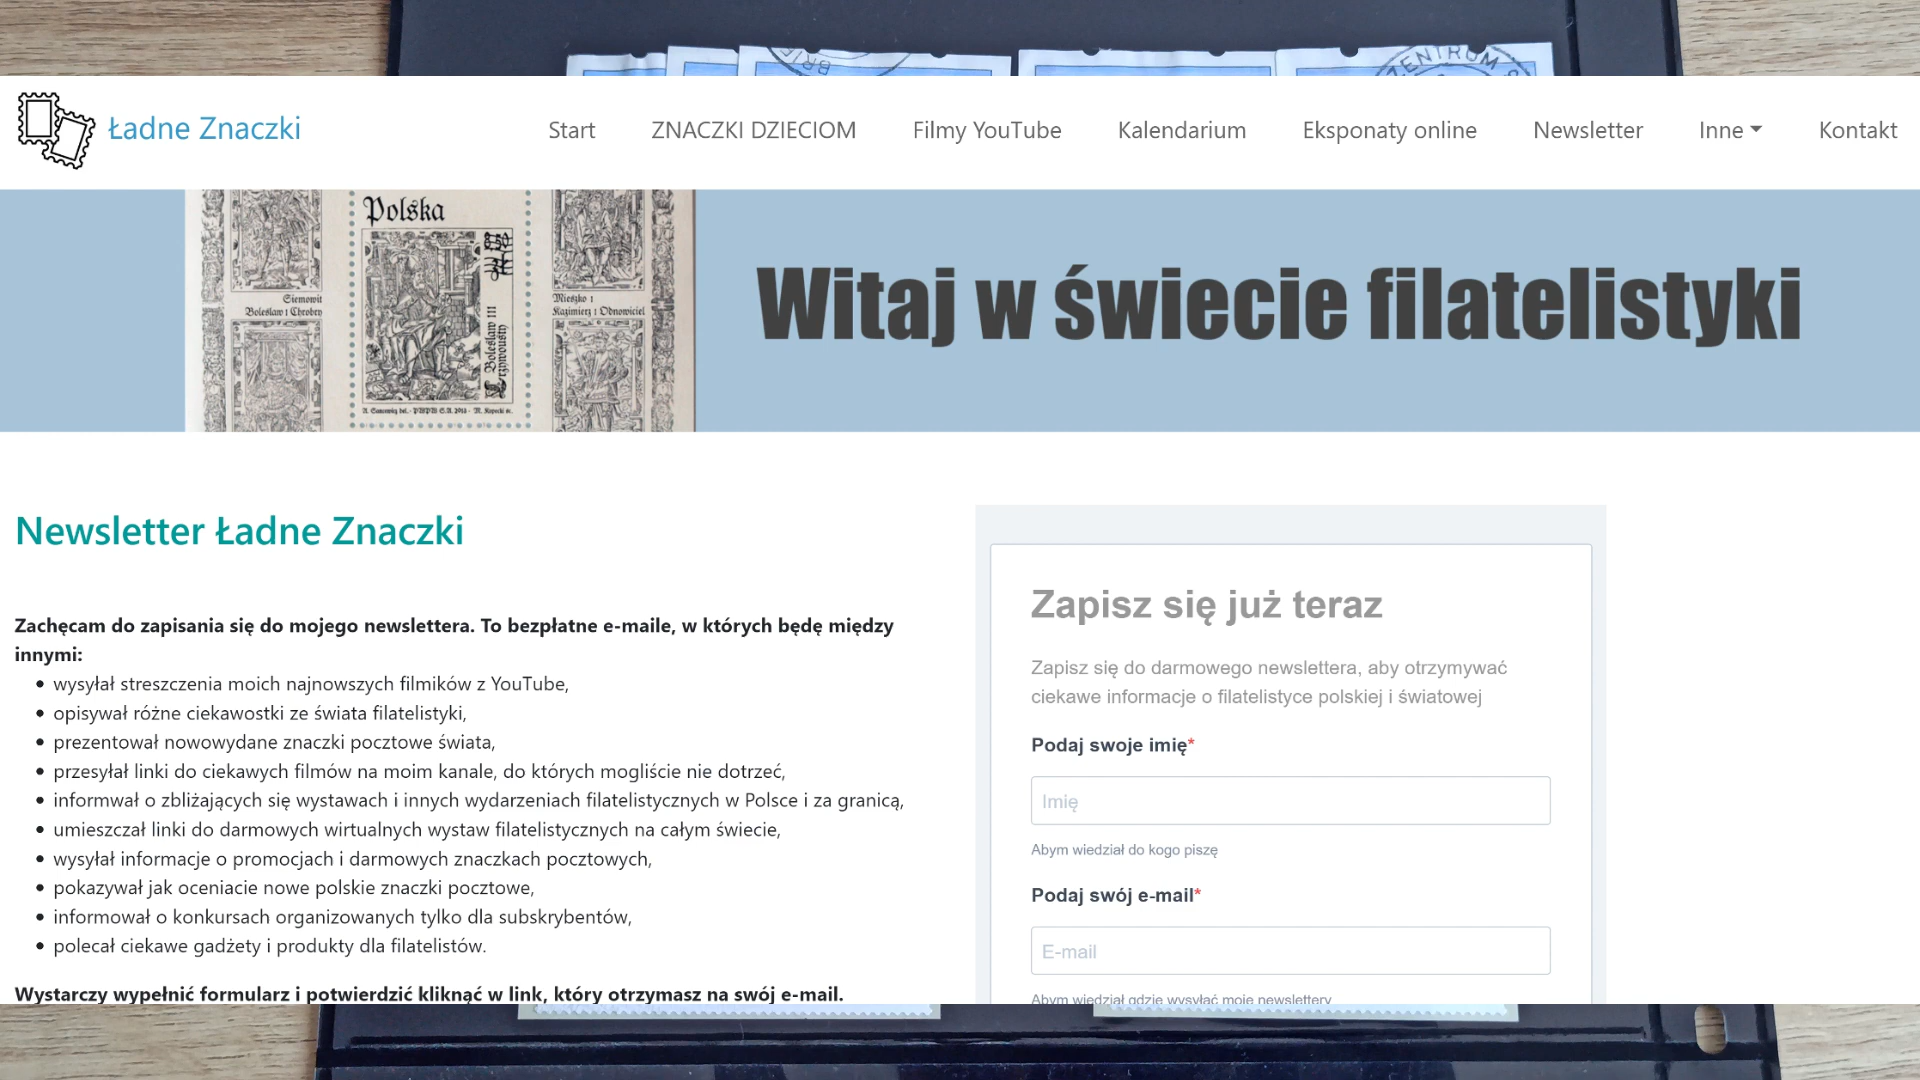 BRIE
ZENTRUM
Ładne Znaczki
Start
ZNACZKI DZIECIOM
Filmy YouTube
Kalendarium
Eksponaty online
Newsletter
Inne
Kontakt
Polska
Siemowit
Bolesław I Chrobry
Mieszko I
Kazimierz I Odnowiciel
Bolesław III
Krzywousty
Witaj w świecie filatelistyki
Newsletter Ładne Znaczki
Zachęcam do zapisania się do mojego newslettera. To bezpłatne e-maile, w których będę między
innymi:
• wysyłał streszczenia moich najnowszych filmików z YouTube,
• opisywał różne ciekawostki ze świata filatelistyki,
• prezentował nowowydane znaczki pocztowe świata,
• przesyłał linki do ciekawych filmów na moim kanale, do których mogliście nie dotrzeć,
• informwał o zbliżających się wystawach i innych wydarzeniach filatelistycznych w Polsce i za granicą,
• umieszczał linki do darmowych wirtualnych wystaw filatelistycznych na całym świecie,
• wysyłał informacje o promocjach i darmowych znaczkach pocztowych,
• pokazywał jak oceniacie nowe polskie znaczki pocztowe,
• informował o konkursach organizowanych tylko dla subskrybentów,
• polecał ciekawe gadżety i produkty dla filatelistów.
Wystarczy wypełnić formularz i potwierdzić kliknąć w link, który otrzymasz na swój e-mail.
Zapisz się już teraz
Zapisz się do darmowego newslettera, aby otrzymywać
ciekawe informacje o filatelistyce polskiej i światowej
Podaj swoje imię*
Imię
Abym wiedział do kogo piszę
Podaj swój e-mail*
E-mail
Abym wiedział gdzie wysyłać moje newslettery